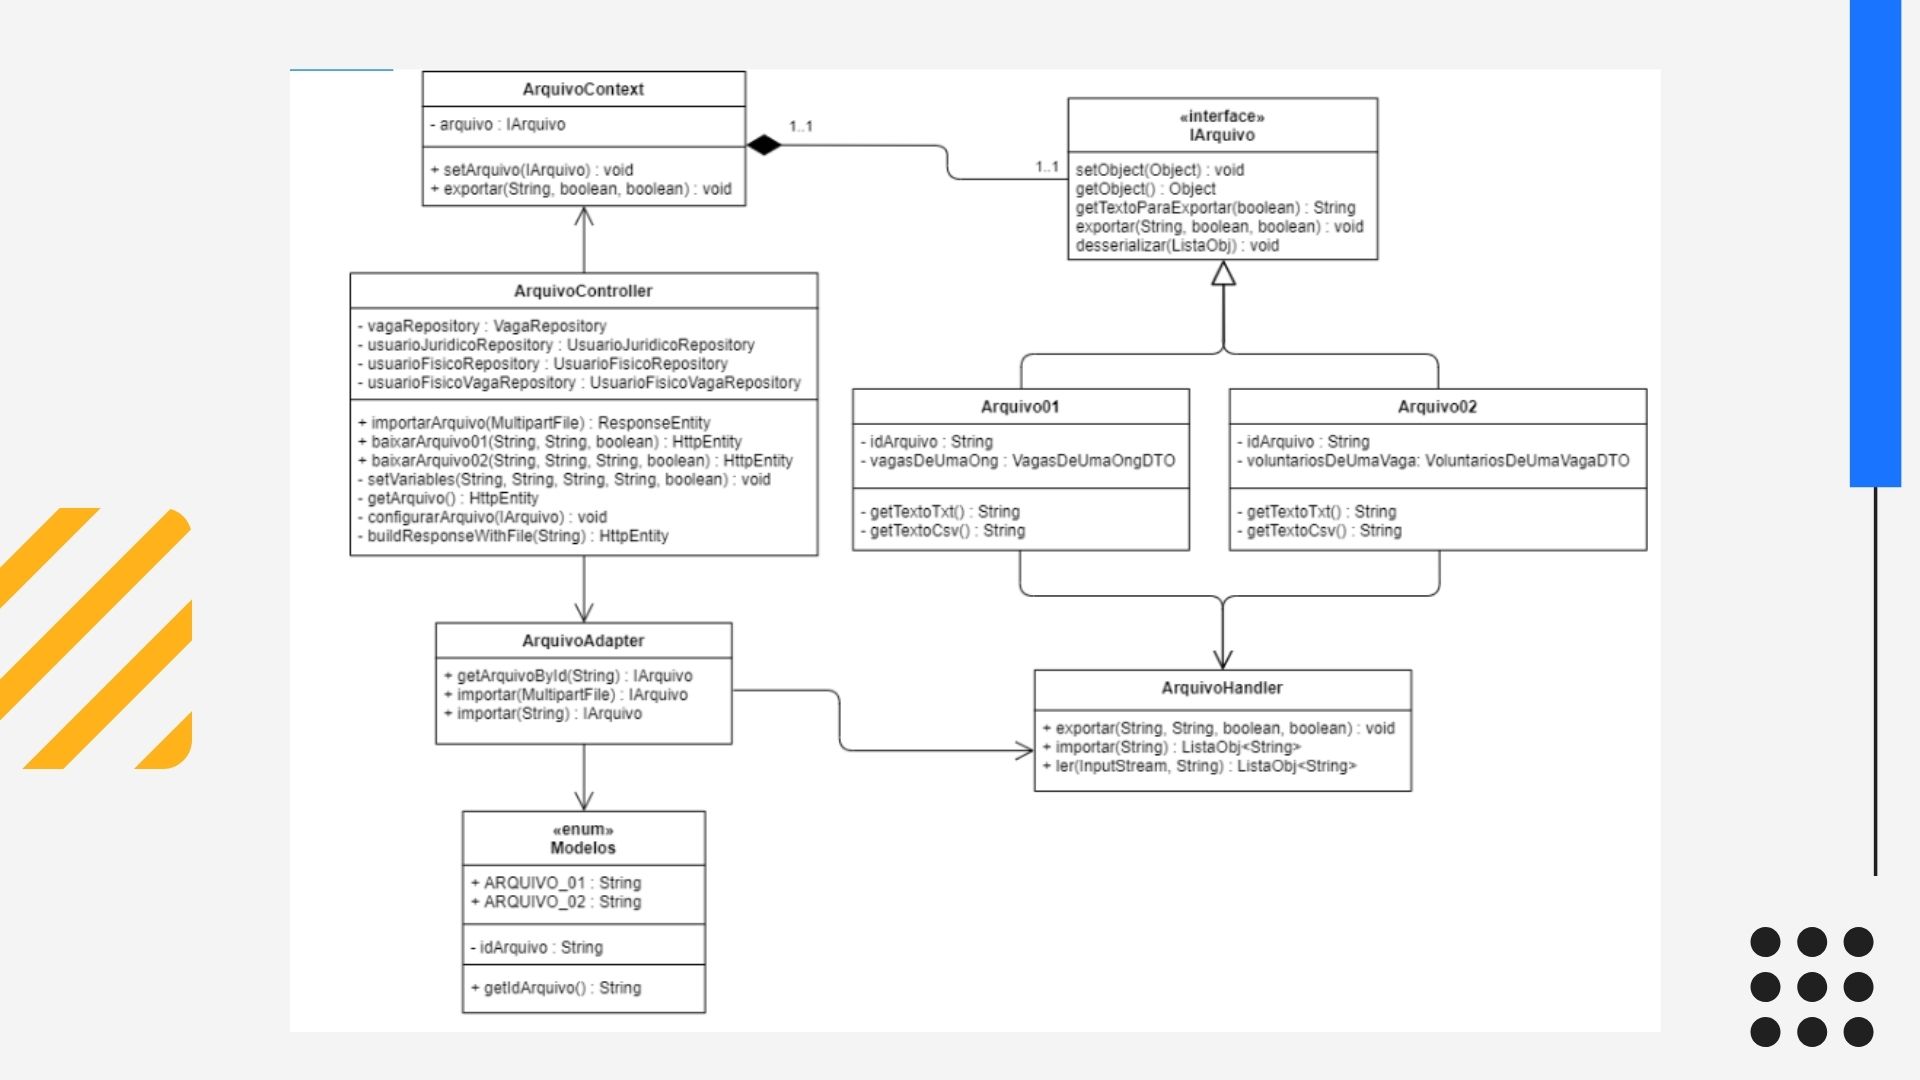 ArquivoContext
- arquivo : IArquivo
+ setArquivo(IArquivo) : void
+ exportar(String, boolean, boolean) : void
1..1
1..1
«interface»
IArquivo
setObject(Object) : void
getObject() : Object
getTextoParaExportar(boolean) : String
exportar(String, boolean, boolean) : void
desserializar(ListaObj) : void
ArquivoController
- vagaRepository : VagaRepository
- usuarioJuridicoRepository : UsuarioJuridicoRepository
- usuarioFisicoRepository : UsuarioFisicoRepository
- usuarioFisicoVagaRepository : UsuarioFisicoVagaRepository
+ importarArquivo(MultipartFile) : ResponseEntity
+ baixarArquivo01(String, String, boolean) : HttpEntity
+ baixarArquivo02(String, String, String, boolean) : HttpEntity
- setVariables(String, String, String, String, boolean) : void
- getArquivo() : HttpEntity
- configurarArquivo(IArquivo) : void
- buildResponseWithFile(String) : HttpEntity
Arquivo01
- idArquivo : String
- vagasDeUmaOng : VagasDeUmaOngDTO
- getTextoTxt() : String
- getTextoCsv() : String
Arquivo02
- idArquivo : String
- voluntariosDeUmaVaga: VoluntariosDeUmaVagaDTO
- getTextoTxt() : String
- getTextoCsv() : String
ArquivoAdapter
+ getArquivoById(String) : IArquivo
+ importar(MultipartFile) : IArquivo
+ importar(String) : IArquivo
ArquivoHandler
+ exportar(String, String, boolean, boolean) : void
+ importar(String) : ListaObj<String>
+ ler(InputStream, String) : ListaObj<String>
«enum»
Modelos
+ ARQUIVO_01 : String
+ ARQUIVO_02 : String
- idArquivo : String
+ getIdArquivo() : String